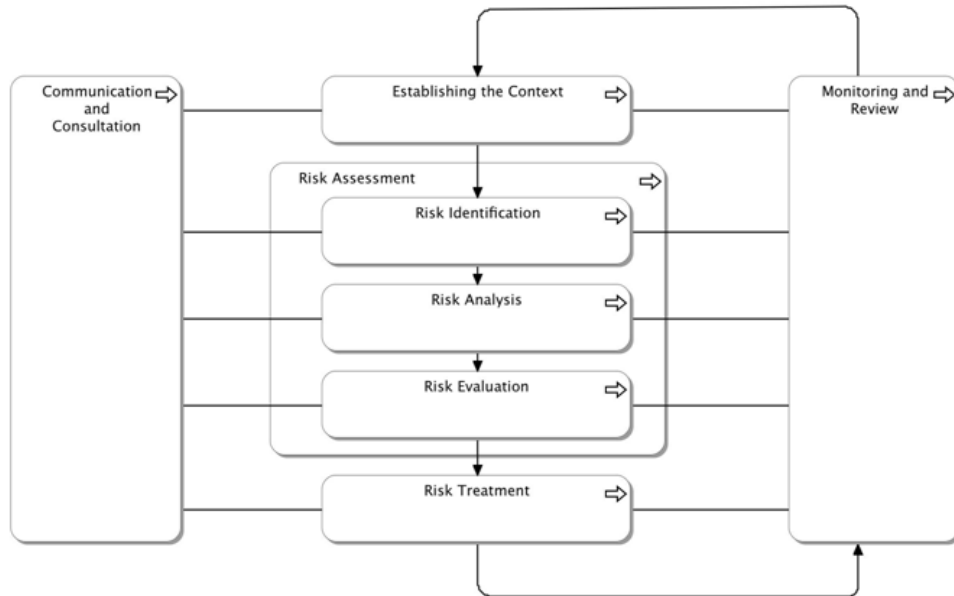 Communication
and
Consultation
Establishing the Context
Monitoring and
Review
Risk Assessment
Risk Identification
Risk Analysis
Risk Evaluation
Risk Treatment